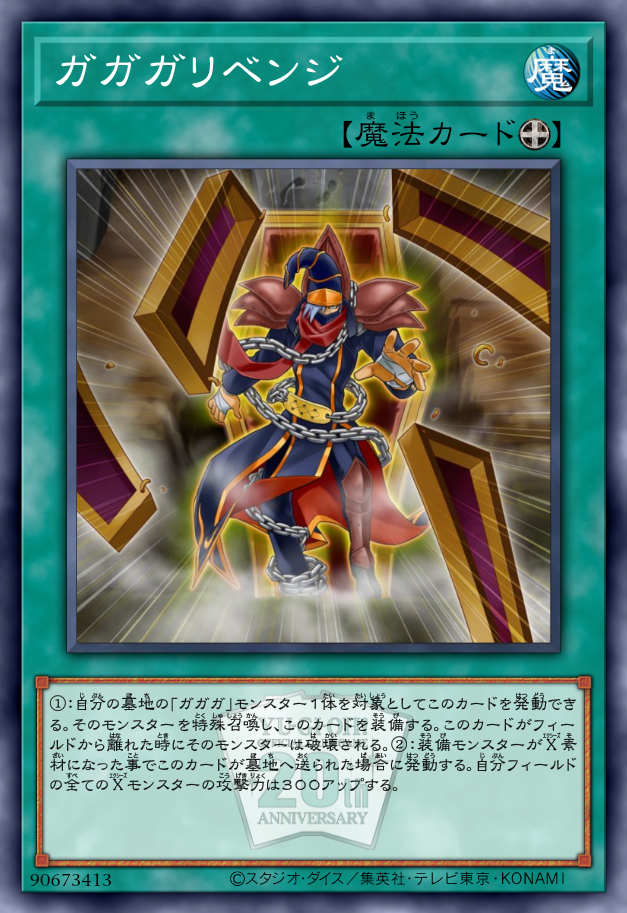 ガガガリベンジ
魔
【魔法カード】
①:自分の墓地の「ガガガ」モンスター1体を対象としてこのカードを発動でき
る。そのモンスターを特殊召喚し、このカードを装備する。このカードがフィー
ルドから離れた時にそのモンスターは破壊される。②:装備モンスターがX素
材になった事でこのカードが墓地へ送られた場合に発動する。自分フィールド
の全てのXモンスターの攻撃力は300アップする。
20th
ANNIVERSARY
90673413
©スタジオ・ダイス/集英社・テレビ東京・KONAMI